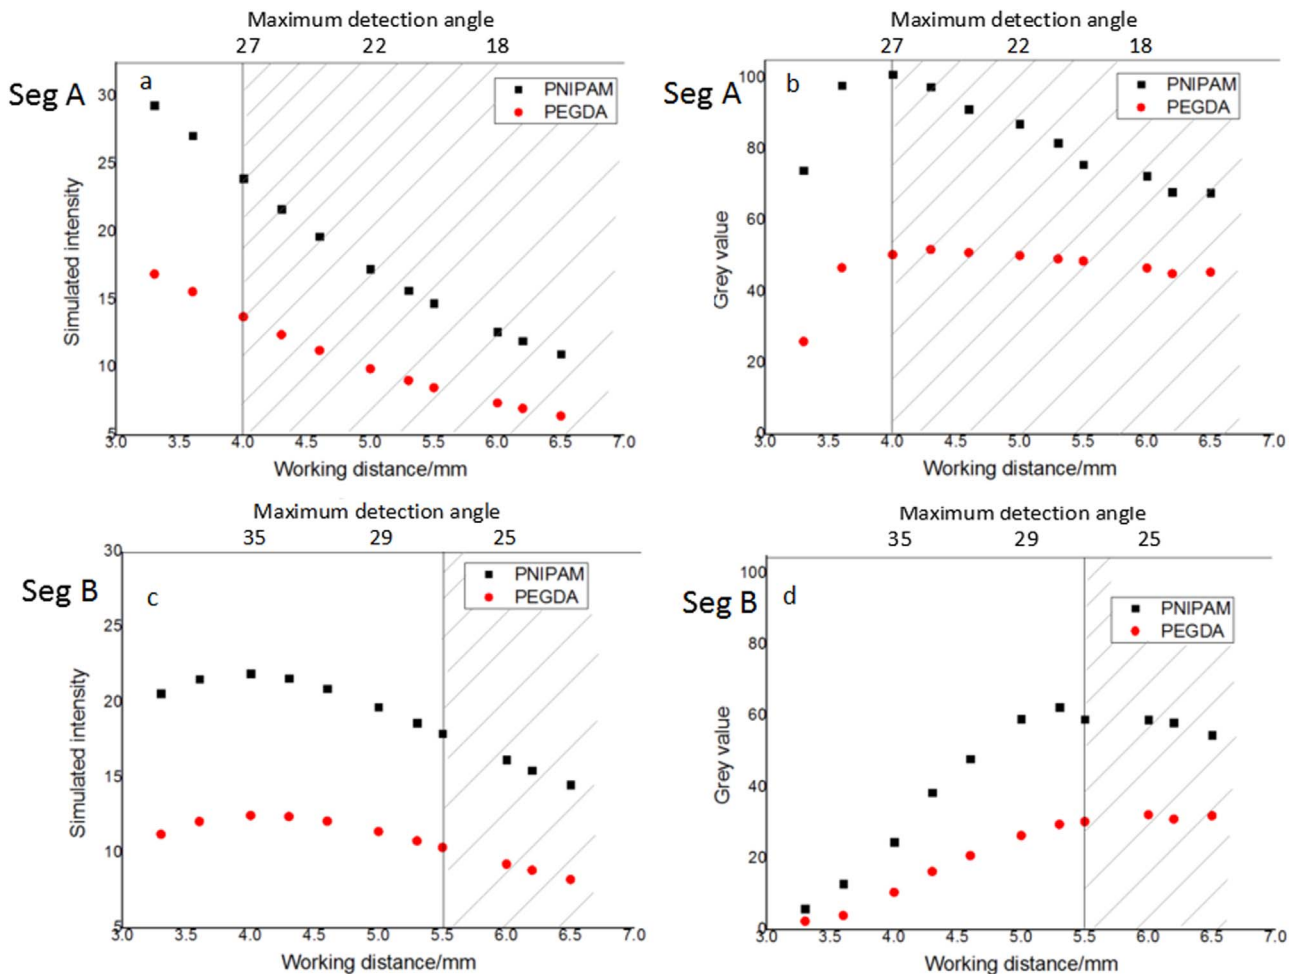 Maximum detection angle
27 22 18
Seg A
a
PNIPAM
PEGDA
30
25
20
15
10
5
Simulated intensity
3.0 3.5 4.0 4.5 5.0 5.5 6.0 6.5 7.0
Working distance/mm
Maximum detection angle
27 22 18
Seg A
b
PNIPAM
PEGDA
100
80
60
40
20
0
Grey value
3.0 3.5 4.0 4.5 5.0 5.5 6.0 6.5 7.0
Working distance/mm
Maximum detection angle
35 29 25
Seg B
c
PNIPAM
PEGDA
30
25
20
15
10
5
Simulated intensity
3.0 3.5 4.0 4.5 5.0 5.5 6.0 6.5 7.0
Working distance/mm
Maximum detection angle
35 29 25
Seg B
d
PNIPAM
PEGDA
100
80
60
40
20
0
Grey value
3.0 3.5 4.0 4.5 5.0 5.5 6.0 6.5 7.0
Working distance/mm